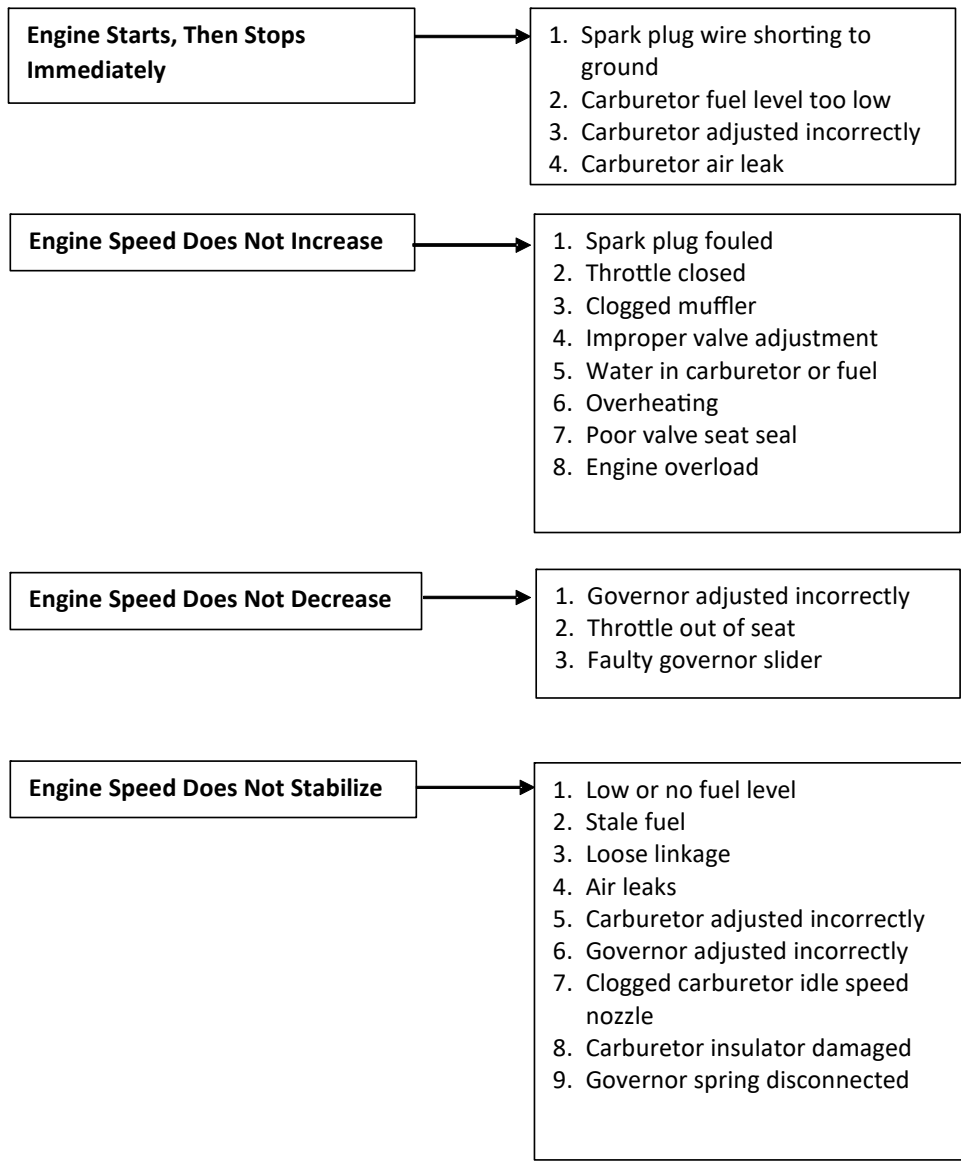 Engine Starts, Then Stops
Immediately
1. Spark plug wire shorting to
ground
2. Carburetor fuel level too low
3. Carburetor adjusted incorrectly
4. Carburetor air leak
Engine Speed Does Not Increase
1. Spark plug fouled
2. Throttle closed
3. Clogged muffler
4. Improper valve adjustment
5. Water in carburetor or fuel
6. Overheating
7. Poor valve seat seal
8. Engine overload
Engine Speed Does Not Decrease
1. Governor adjusted incorrectly
2. Throttle out of seat
3. Faulty governor slider
Engine Speed Does Not Stabilize
1. Low or no fuel level
2. Stale fuel
3. Loose linkage
4. Air leaks
5. Carburetor adjusted incorrectly
6. Governor adjusted incorrectly
7. Clogged carburetor idle speed
nozzle
8. Carburetor insulator damaged
9. Governor spring disconnected